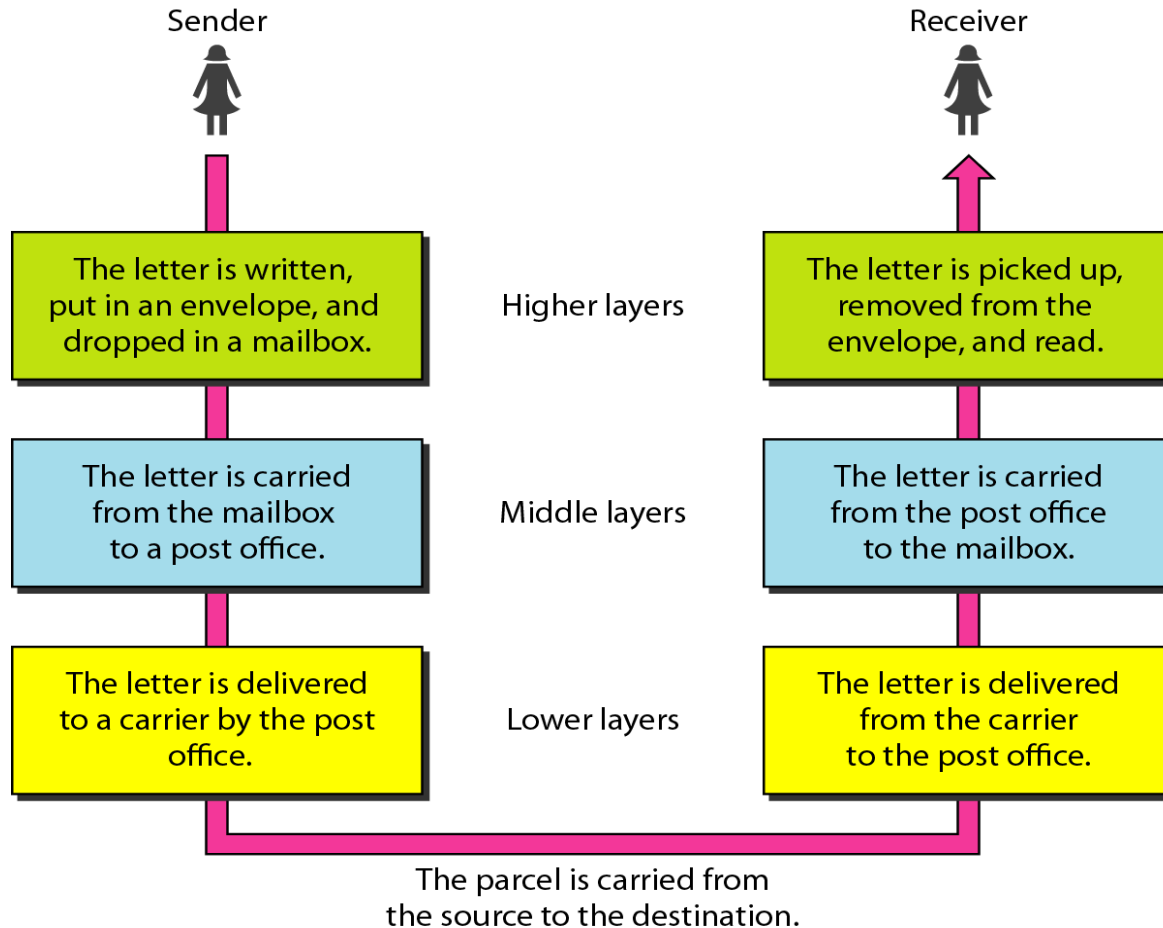 Sender
Receiver
The letter is written,
put in an envelope, and
dropped in a mailbox.
Higher layers
The letter is picked up,
removed from the
envelope, and read.
The letter is carried
from the mailbox
to a post office.
Middle layers
The letter is carried
from the post office
to the mailbox.
The letter is delivered
to a carrier by the post
office.
Lower layers
The letter is delivered
from the carrier
to the post office.
The parcel is carried from
the source to the destination.